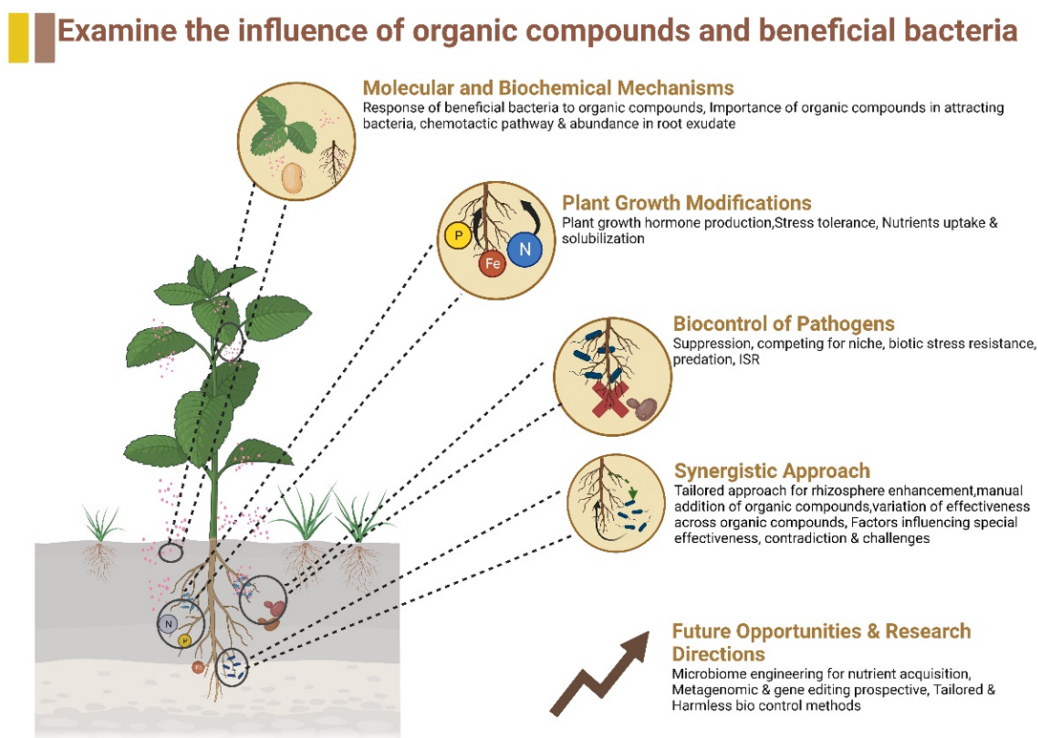 Examine the influence of organic compounds and beneficial bacteria
Molecular and Biochemical Mechanisms
Response of beneficial bacteria to organic compounds, Importance of organic compounds in attracting
bacteria, chemotactic pathway & abundance in root exudate
Plant Growth Modifications
Plant growth hormone production,Stress tolerance, Nutrients uptake &
solubilization
P
N
Fe
Biocontrol of Pathogens
Suppression, competing for niche, biotic stress resistance,
predation, ISR
Synergistic Approach
Tailored approach for rhizosphere enhancement,manual
addition of organic compounds,variation of effectiveness
across organic compounds, Factors influencing special
effectiveness, contradiction & challenges
N
P
Fe
Future Opportunities & Research
Directions
Microbiome engineering for nutrient acquisition,
Metagenomic & gene editing prospective, Tailored &
Harmless bio control methods